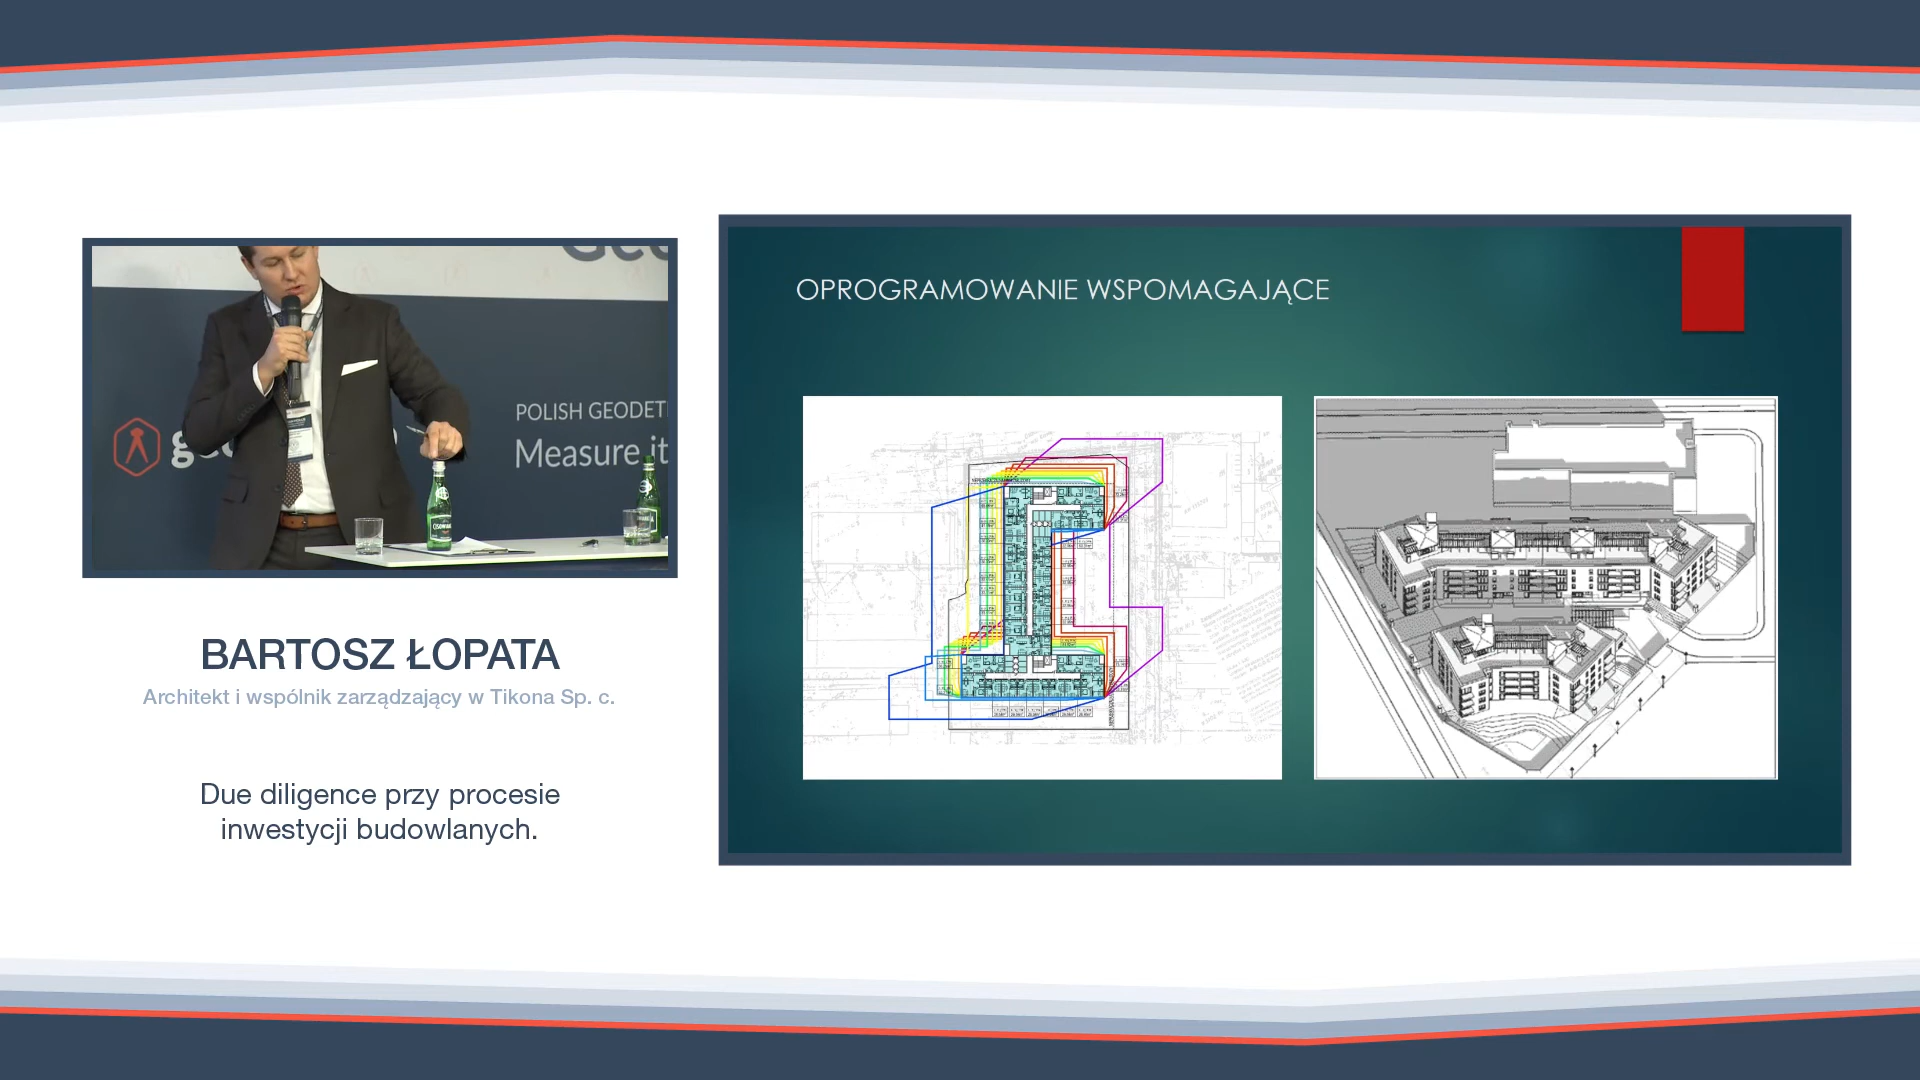 POLISH GEODET
Measure it
BARTOSZ ŁOPATA
Architekt i wspólnik zarządzający w Tikona Sp. c.
Due diligence przy procesie
inwestycji budowlanych.
OPROGRAMOWANIE WSPOMAGAJĄCE